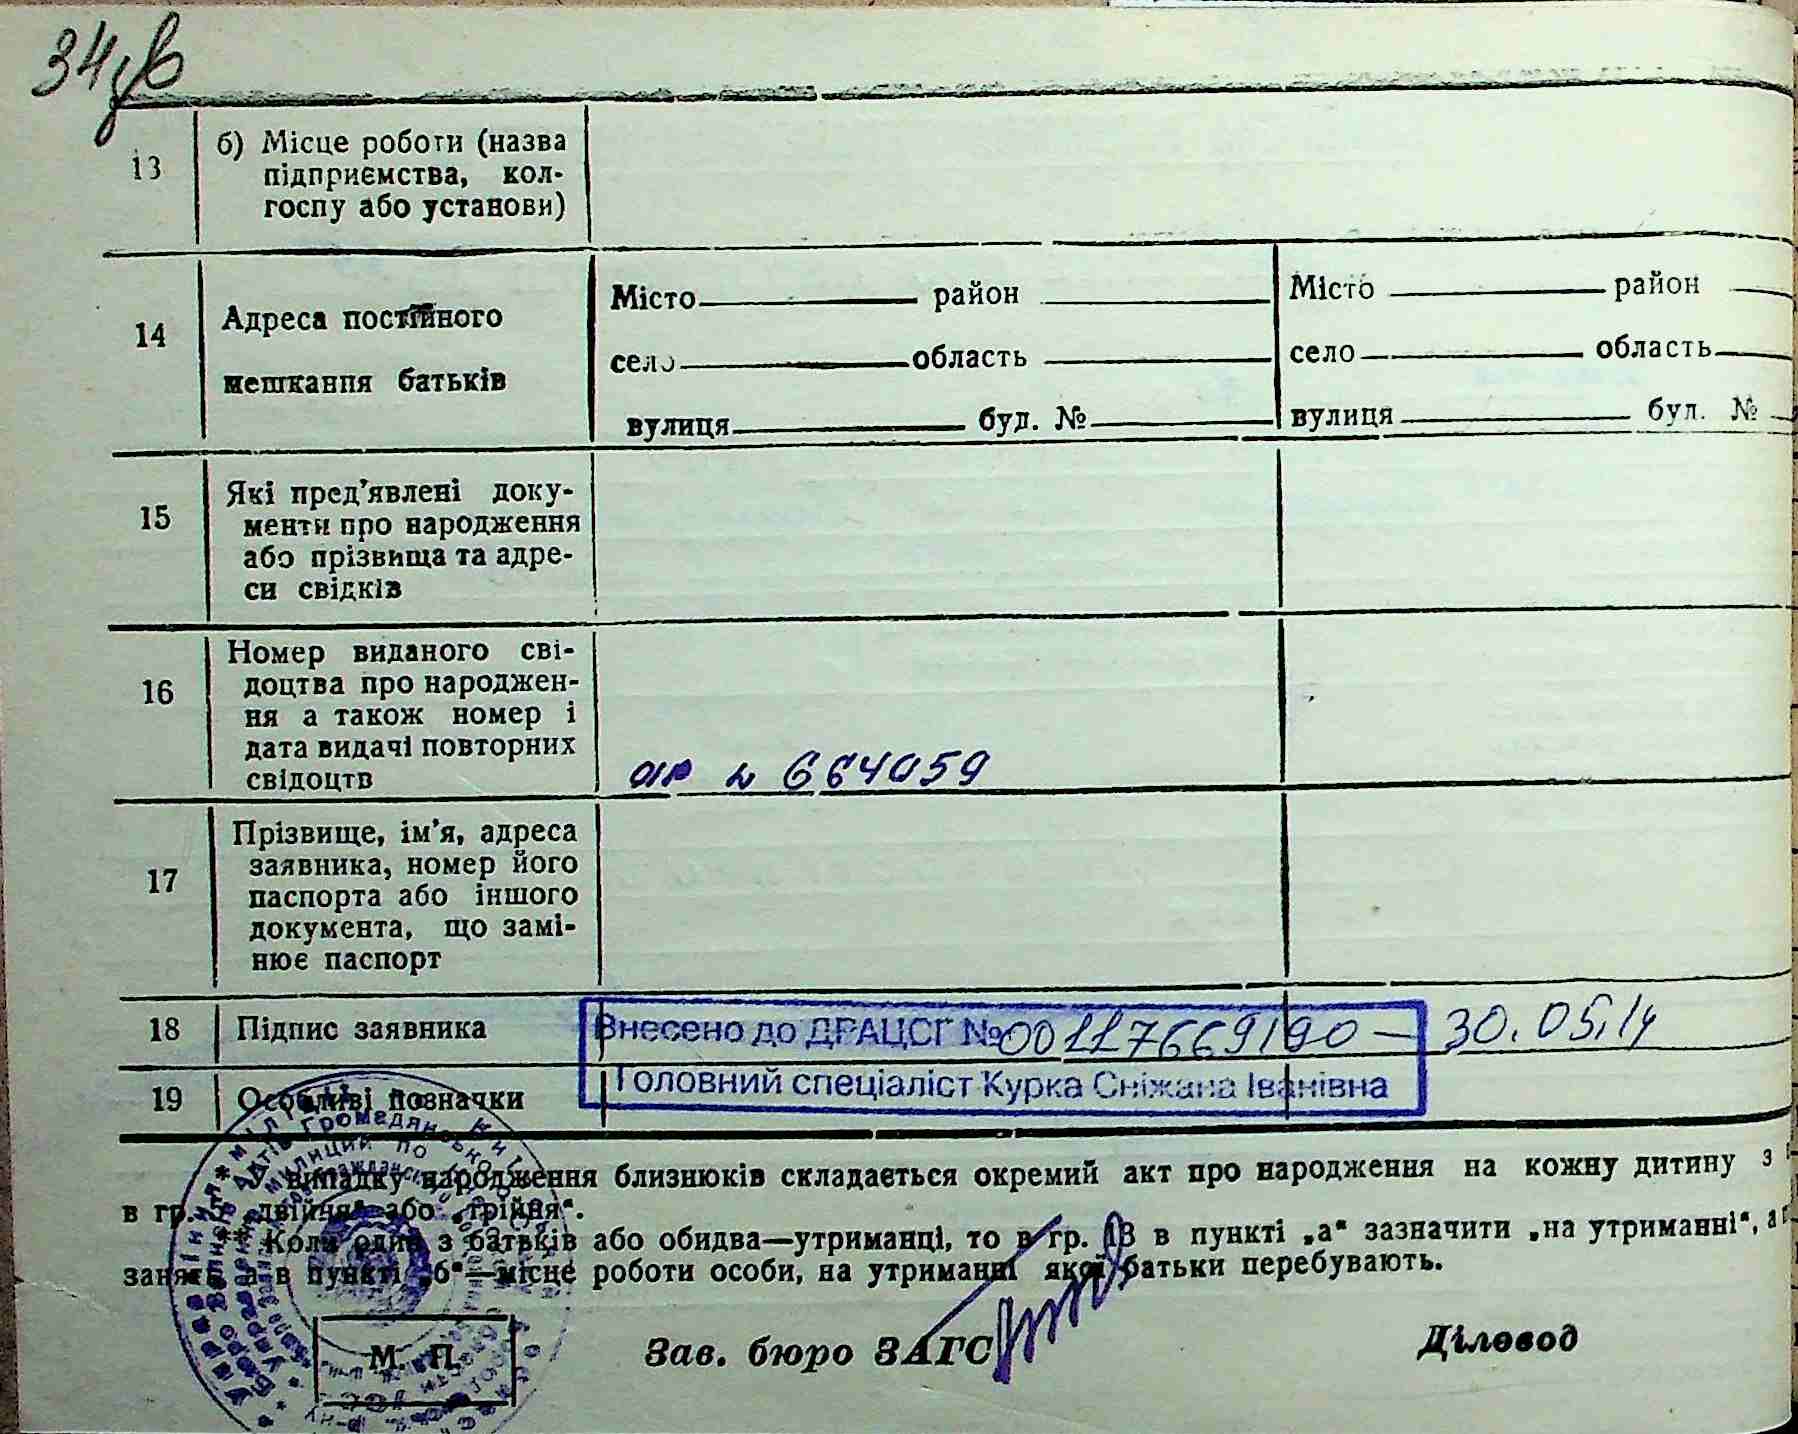 34зв
13
б) Місце роботи (назва
підприємства, кол-
госпу або установи)
14
Адреса постійного
мешкання батьків
Місто район
село область
вулиця буд. №
Місто район
село область
вулиця буд. №
15
Які пред'явлені доку-
менти про народження
або прізвища та адре-
си свідків
16
Номер виданого сві-
доцтва про народжен-
ня а також номер і
дата видачі повторних
свідоцтв
№ 664059
17
Прізвище, ім'я, адреса
заявника, номер його
паспорта або іншого
документа, що замі-
нює паспорт
18
Підпис заявника
Внесено до ДРАЦСГ №00117669190 — 30.05.14
Головний спеціаліст Курка Сніжана Іванівна
19
Особливі позначки
* У випадку народження близнюків складається окремий акт про народження на кожну дитину з
в гр. 5 „двійня“ або „трійня“.
** Коли один з батьків або обидва—утриманці, то в гр. 13 в пункті „а“ зазначити „на утриманні“, а
занять, а в пункті „б“—місце роботи особи, на утриманні якої батьки перебувають.
М. П.
Зав. бюро ЗАГС
Діловод